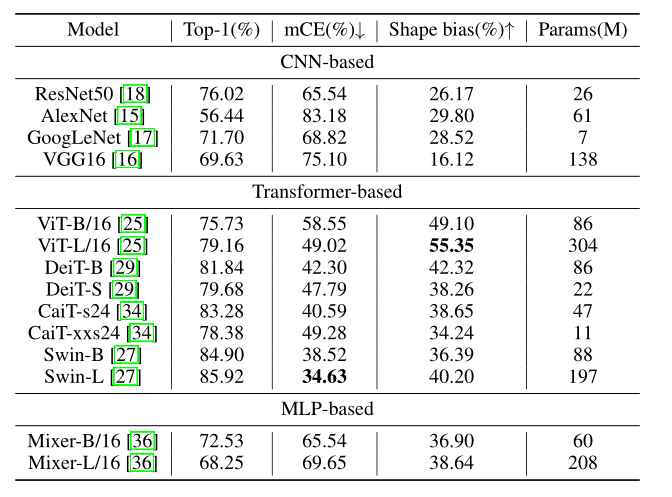 Model Top-1(%) mCE(%)↓ Shape bias(%)↑ Params(M)
CNN-based
ResNet50 [18] 76.02 65.54 26.17 26
AlexNet [15] 56.44 83.18 29.80 61
GoogLeNet [17] 71.70 68.82 28.52 7
VGG16 [16] 69.63 75.10 16.12 138
Transformer-based
ViT-B/16 [25] 75.73 58.55 49.10 86
ViT-L/16 [25] 79.16 49.02 55.35 304
DeiT-B [29] 81.84 42.30 42.32 86
DeiT-S [29] 79.68 47.79 38.26 22
CaiT-s24 [34] 83.28 40.59 38.65 47
CaiT-xxs24 [34] 78.38 49.28 34.24 11
Swin-B [27] 84.90 38.52 36.39 88
Swin-L [27] 85.92 34.63 40.20 197
MLP-based
Mixer-B/16 [36] 72.53 65.54 36.90 60
Mixer-L/16 [36] 68.25 69.65 38.64 208